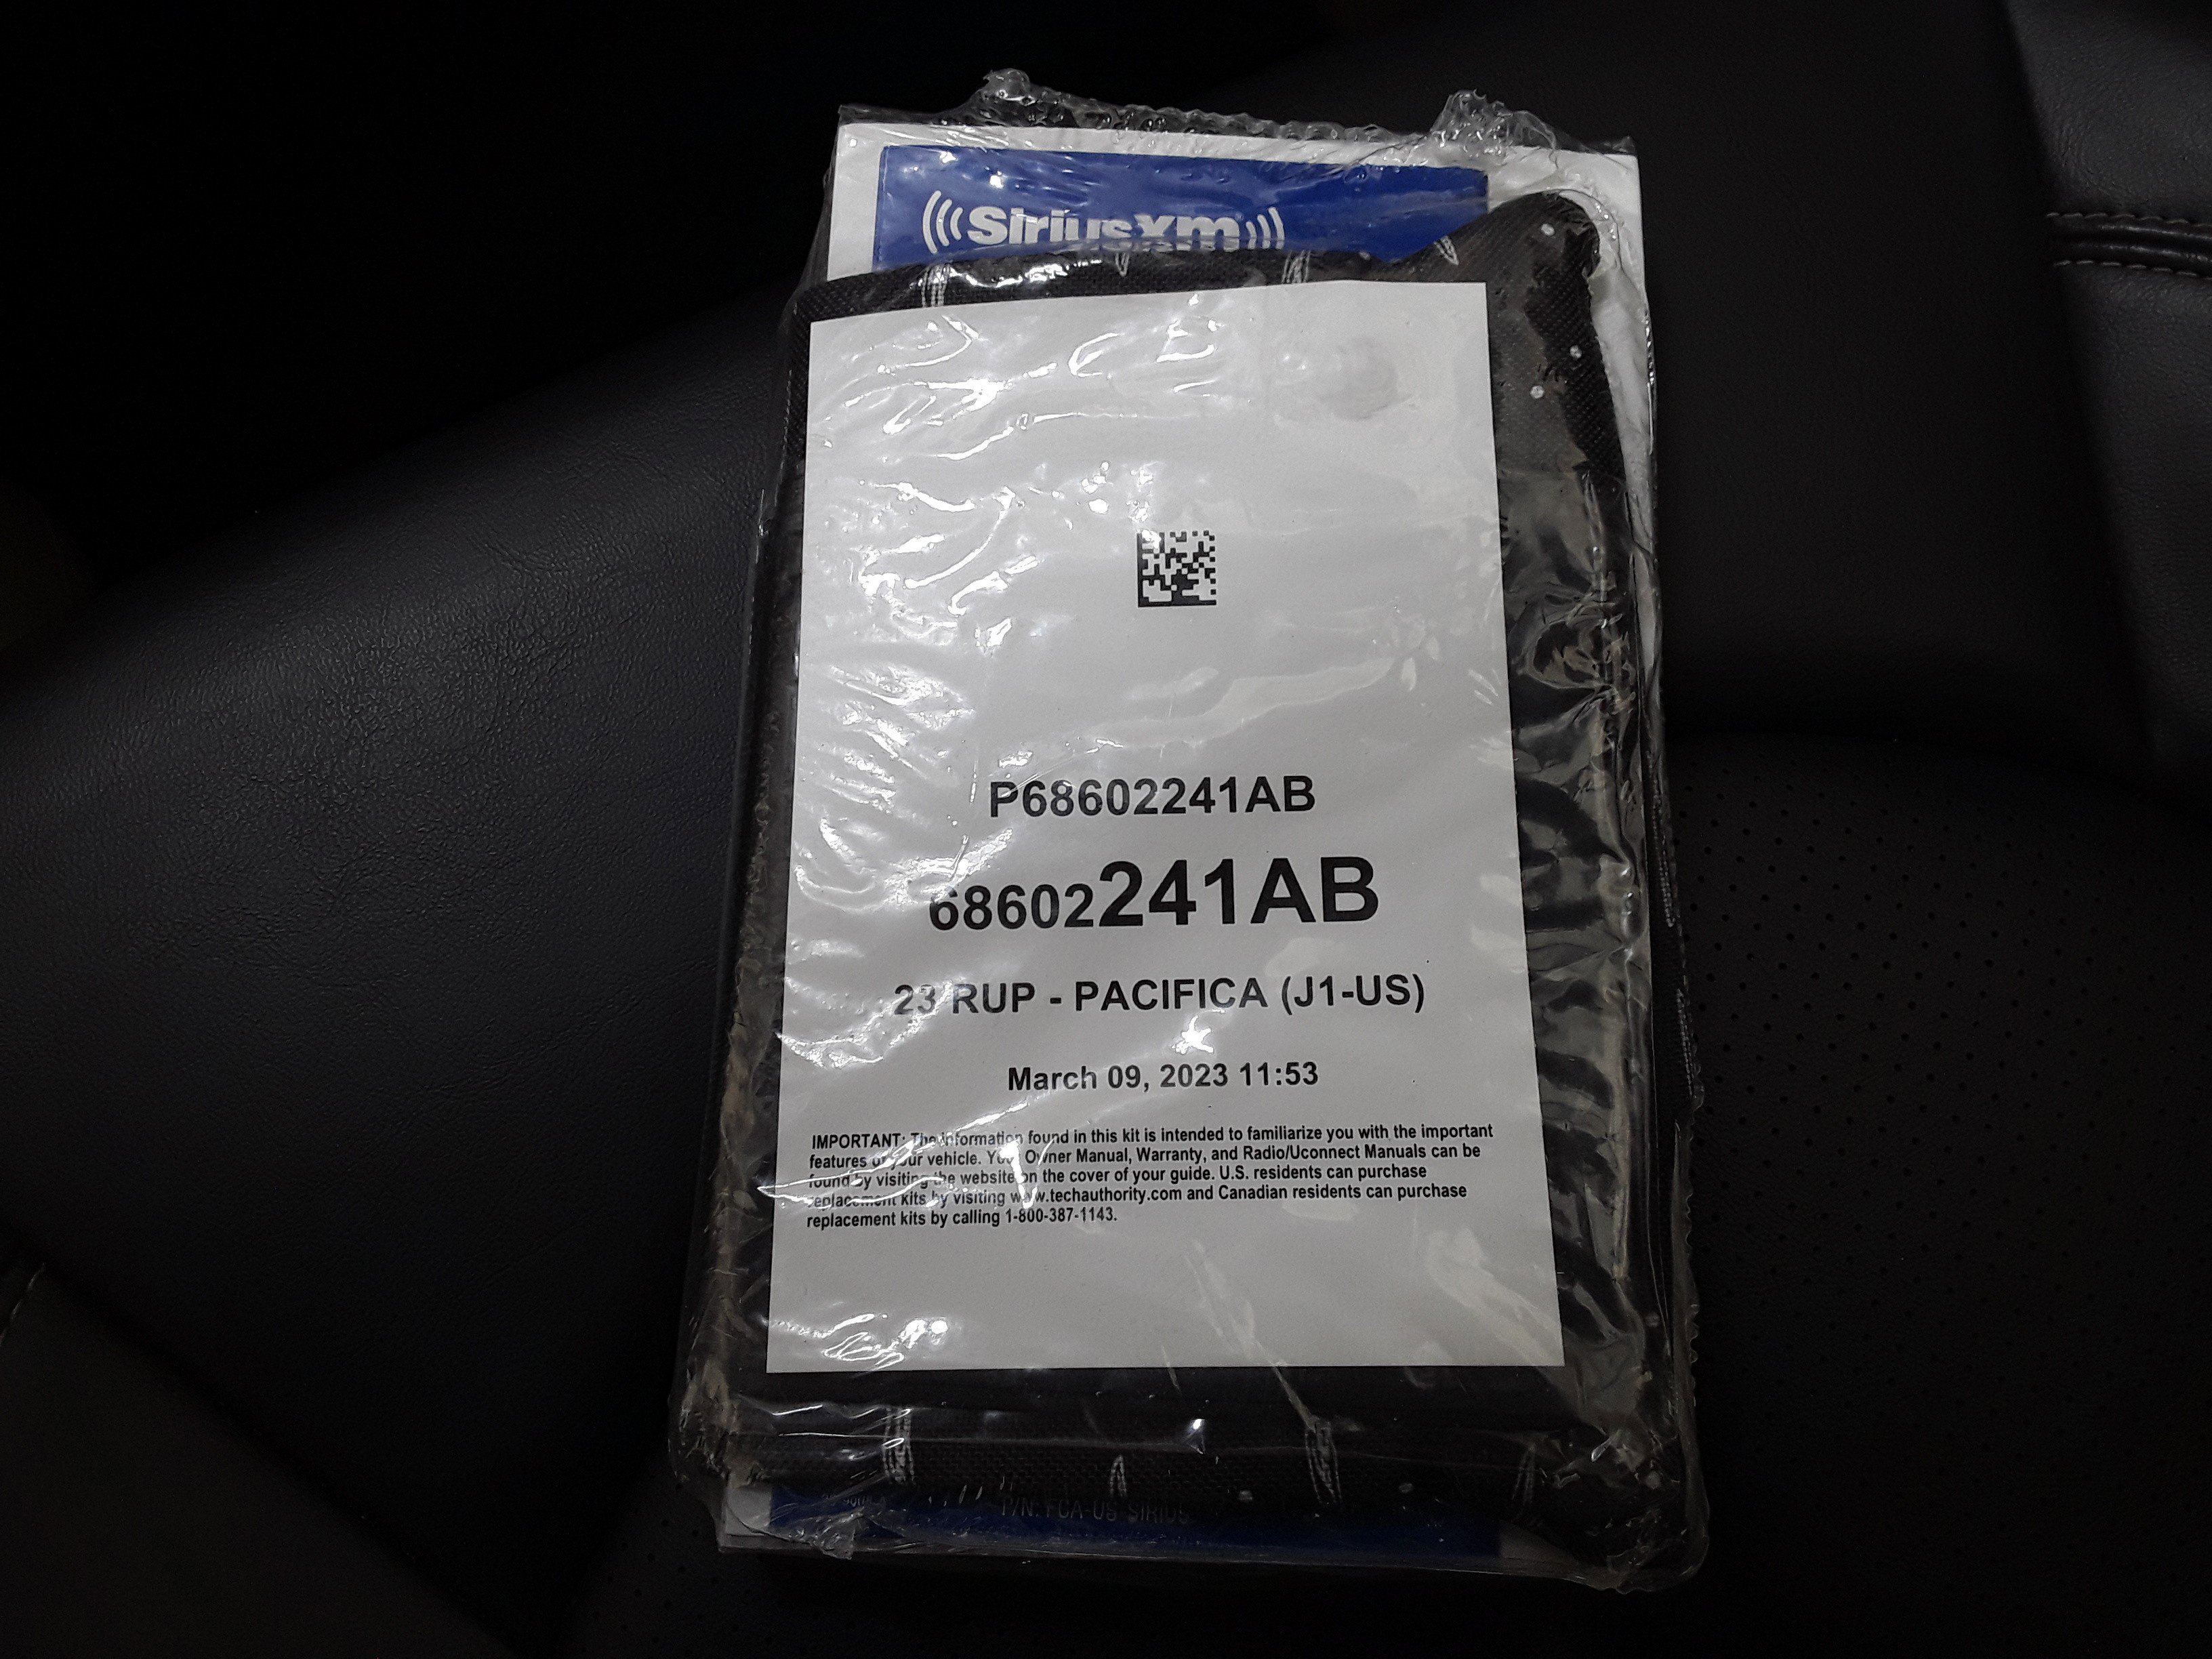 SiriusXm
P68602241AB
68602241AB
23 RUP - PACIFICA (J1-US)
March 09, 2023 11:53
IMPORTANT: The information found in this kit is intended to familiarize you with the important
features of your vehicle. Your Owner Manual, Warranty, and Radio/Uconnect Manuals can be
found by visiting the website on the cover of your guide. U.S. residents can purchase
replacement kits by visiting www.techauthority.com and Canadian residents can purchase
replacement kits by calling 1-800-387-1143.
P/N: FCA-US SIRIUS